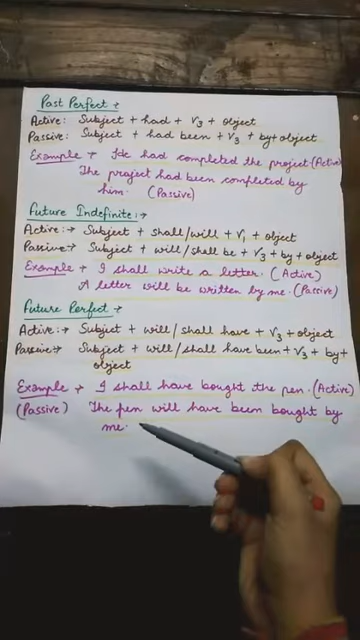 Past Perfect :-
Active: Subject + had + V3 + object
Passive: Subject + had been + V3 + by + object
Example :- He had completed the project (Active)
The project had been completed by
him. (Passive)
Future Indefinite :→
Active :→ Subject + shall/will + V1 + object
Passive :→ Subject + will/shall be + V3 + by + object
Example :- I shall write a letter. (Active)
A letter will be written by me. (Passive)
Future Perfect :-
Active :→ Subject + will/shall have + V3 + object
Passive :→ Subject + will/shall have been + V3 + by +
object
Example :- I shall have bought the pen. (Active)
(Passive) The pen will have been bought by
me.